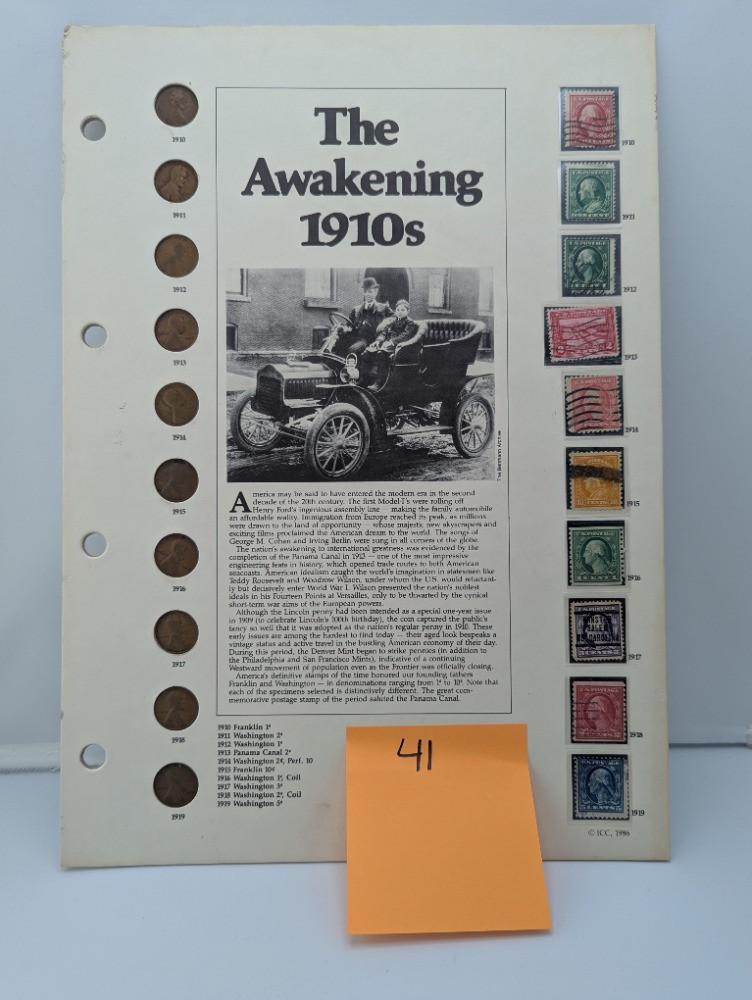 The
Awakening
1910s
The Bettmann Archive
America may be said to have entered the modern era in the second
decade of the 20th century. The first Model-T's were rolling off
Henry Ford's ingenious assembly line — making the family automobile
an affordable reality. Immigration from Europe reached its peak, as millions
were drawn to the land of opportunity — whose majestic new skyscrapers and
exciting films proclaimed the American dream to the world. The songs of
George M. Cohan and Irving Berlin were sung in all corners of the globe.
The nation's awakening to international greatness was evidenced by the
completion of the Panama Canal in 1913 — one of the most impressive
engineering feats in history, which opened trade routes to both American
seacoasts. American idealism caught the world's imagination in statesmen like
Teddy Roosevelt and Woodrow Wilson, under whom the U.S. would reluctant-
ly but decisively enter World War I. Wilson presented the nation's noblest
ideals in his Fourteen Points at Versailles, only to be thwarted by the cynical
short-term war aims of the European powers.
Although the Lincoln penny had been intended as a special one-year issue
in 1909 (to celebrate Lincoln's 100th birthday), the coin captured the public's
fancy so well that it was adopted as the nation's regular penny in 1910. These
early issues are among the hardest to find today — their aged look bespeaks a
vintage status and active travel in the bustling American economy of their day.
During this period, the Denver Mint began to strike pennies (in addition to
the Philadelphia and San Francisco Mints), indicative of a continuing
Westward movement of population even as the Frontier was officially closing.
America's definitive stamps of the time honored our founding fathers
Franklin and Washington — in denominations ranging from 1¢ to 10¢. Note that
each of the specimens selected is distinctively different. The great com-
memorative postage stamp of the period saluted the Panama Canal.
1910 Franklin 1¢
1911 Washington 2¢
1912 Washington 1¢
1913 Panama Canal 2¢
1914 Washington 2¢, Perf. 10
1915 Franklin 10¢
1916 Washington 1¢, Coil
1917 Washington 3¢
1918 Washington 2¢, Coil
1919 Washington 5¢
1910
1911
1912
1913
1914
1915
1916
1917
1918
1919
1910
1911
1912
1913
1914
1915
1916
1917
1918
1919
© ICC, 1986
41